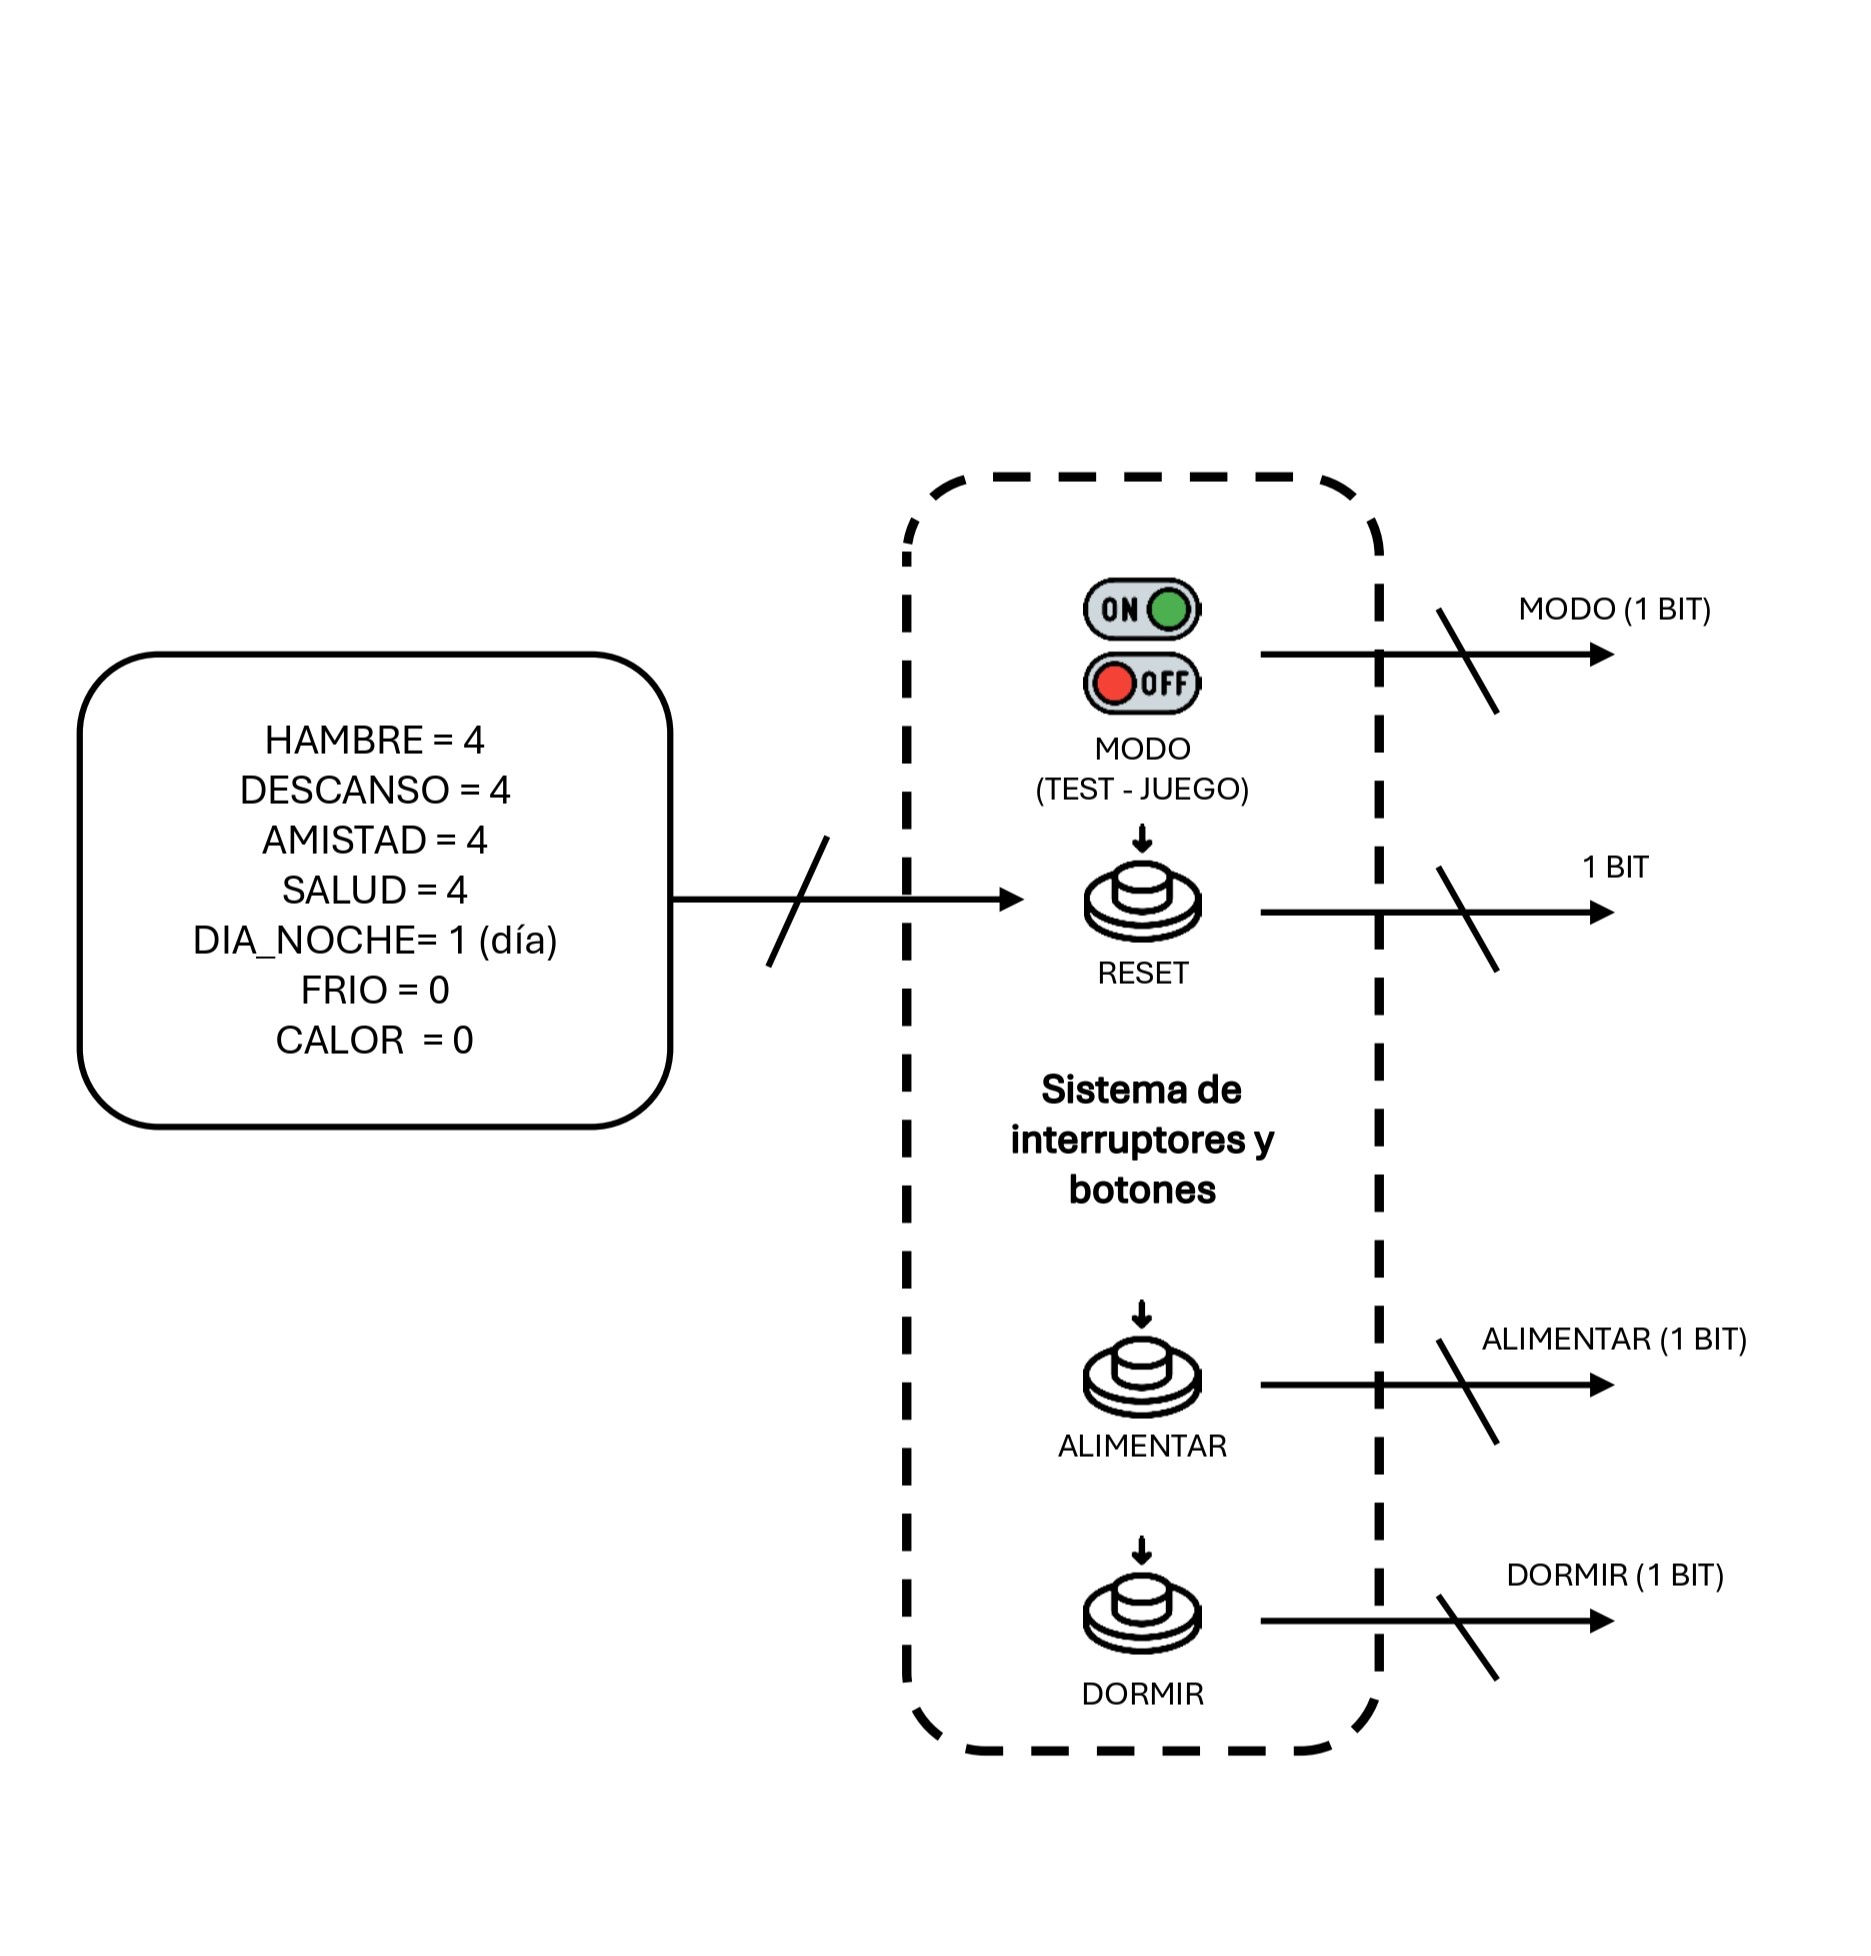 HAMBRE = 4
DESCANSO = 4
AMISTAD = 4
SALUD = 4
DIA_NOCHE= 1 (día)
FRIO = 0
CALOR  = 0
ON
OFF
MODO
(TEST - JUEGO)
RESET
Sistema de
interruptores y
botones
ALIMENTAR
DORMIR
MODO (1 BIT)
1 BIT
ALIMENTAR (1 BIT)
DORMIR (1 BIT)